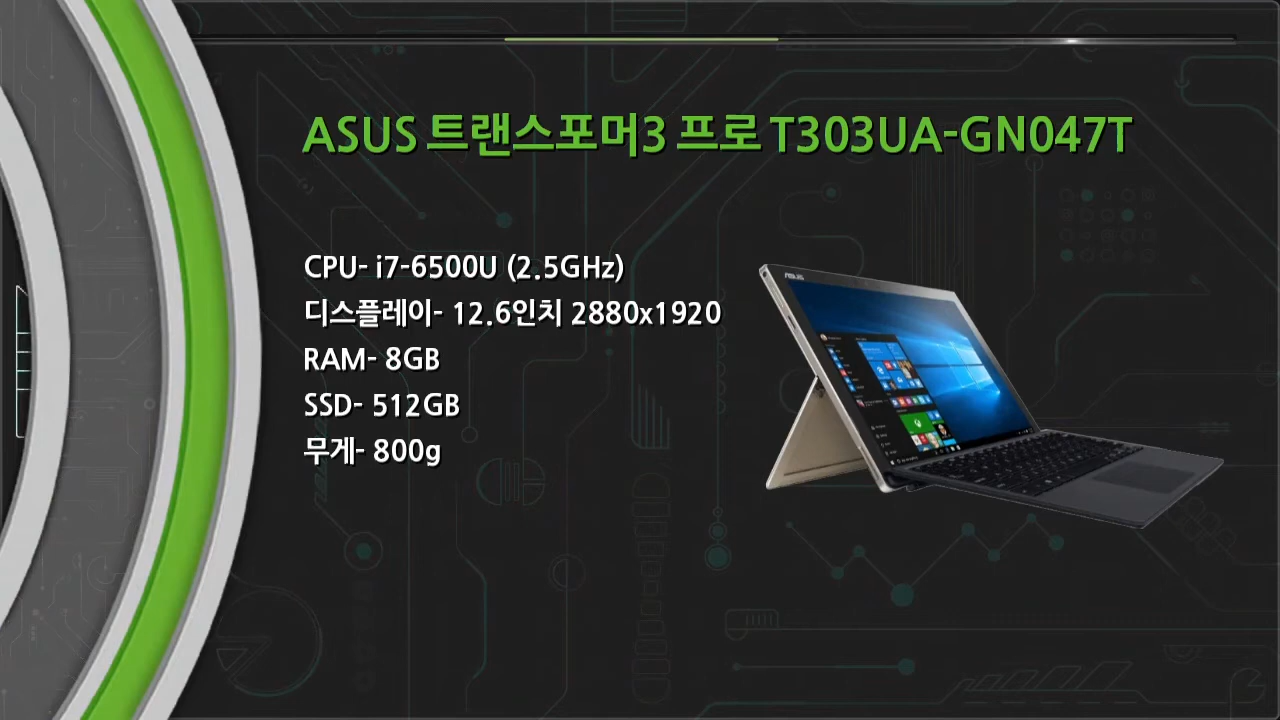 ASUS 트랜스포머3 프로 T303UA-GN047T
CPU- i7-6500U (2.5GHz)
디스플레이- 12.6인치 2880x1920
RAM- 8GB
SSD- 512GB
무게- 800g
ASUS